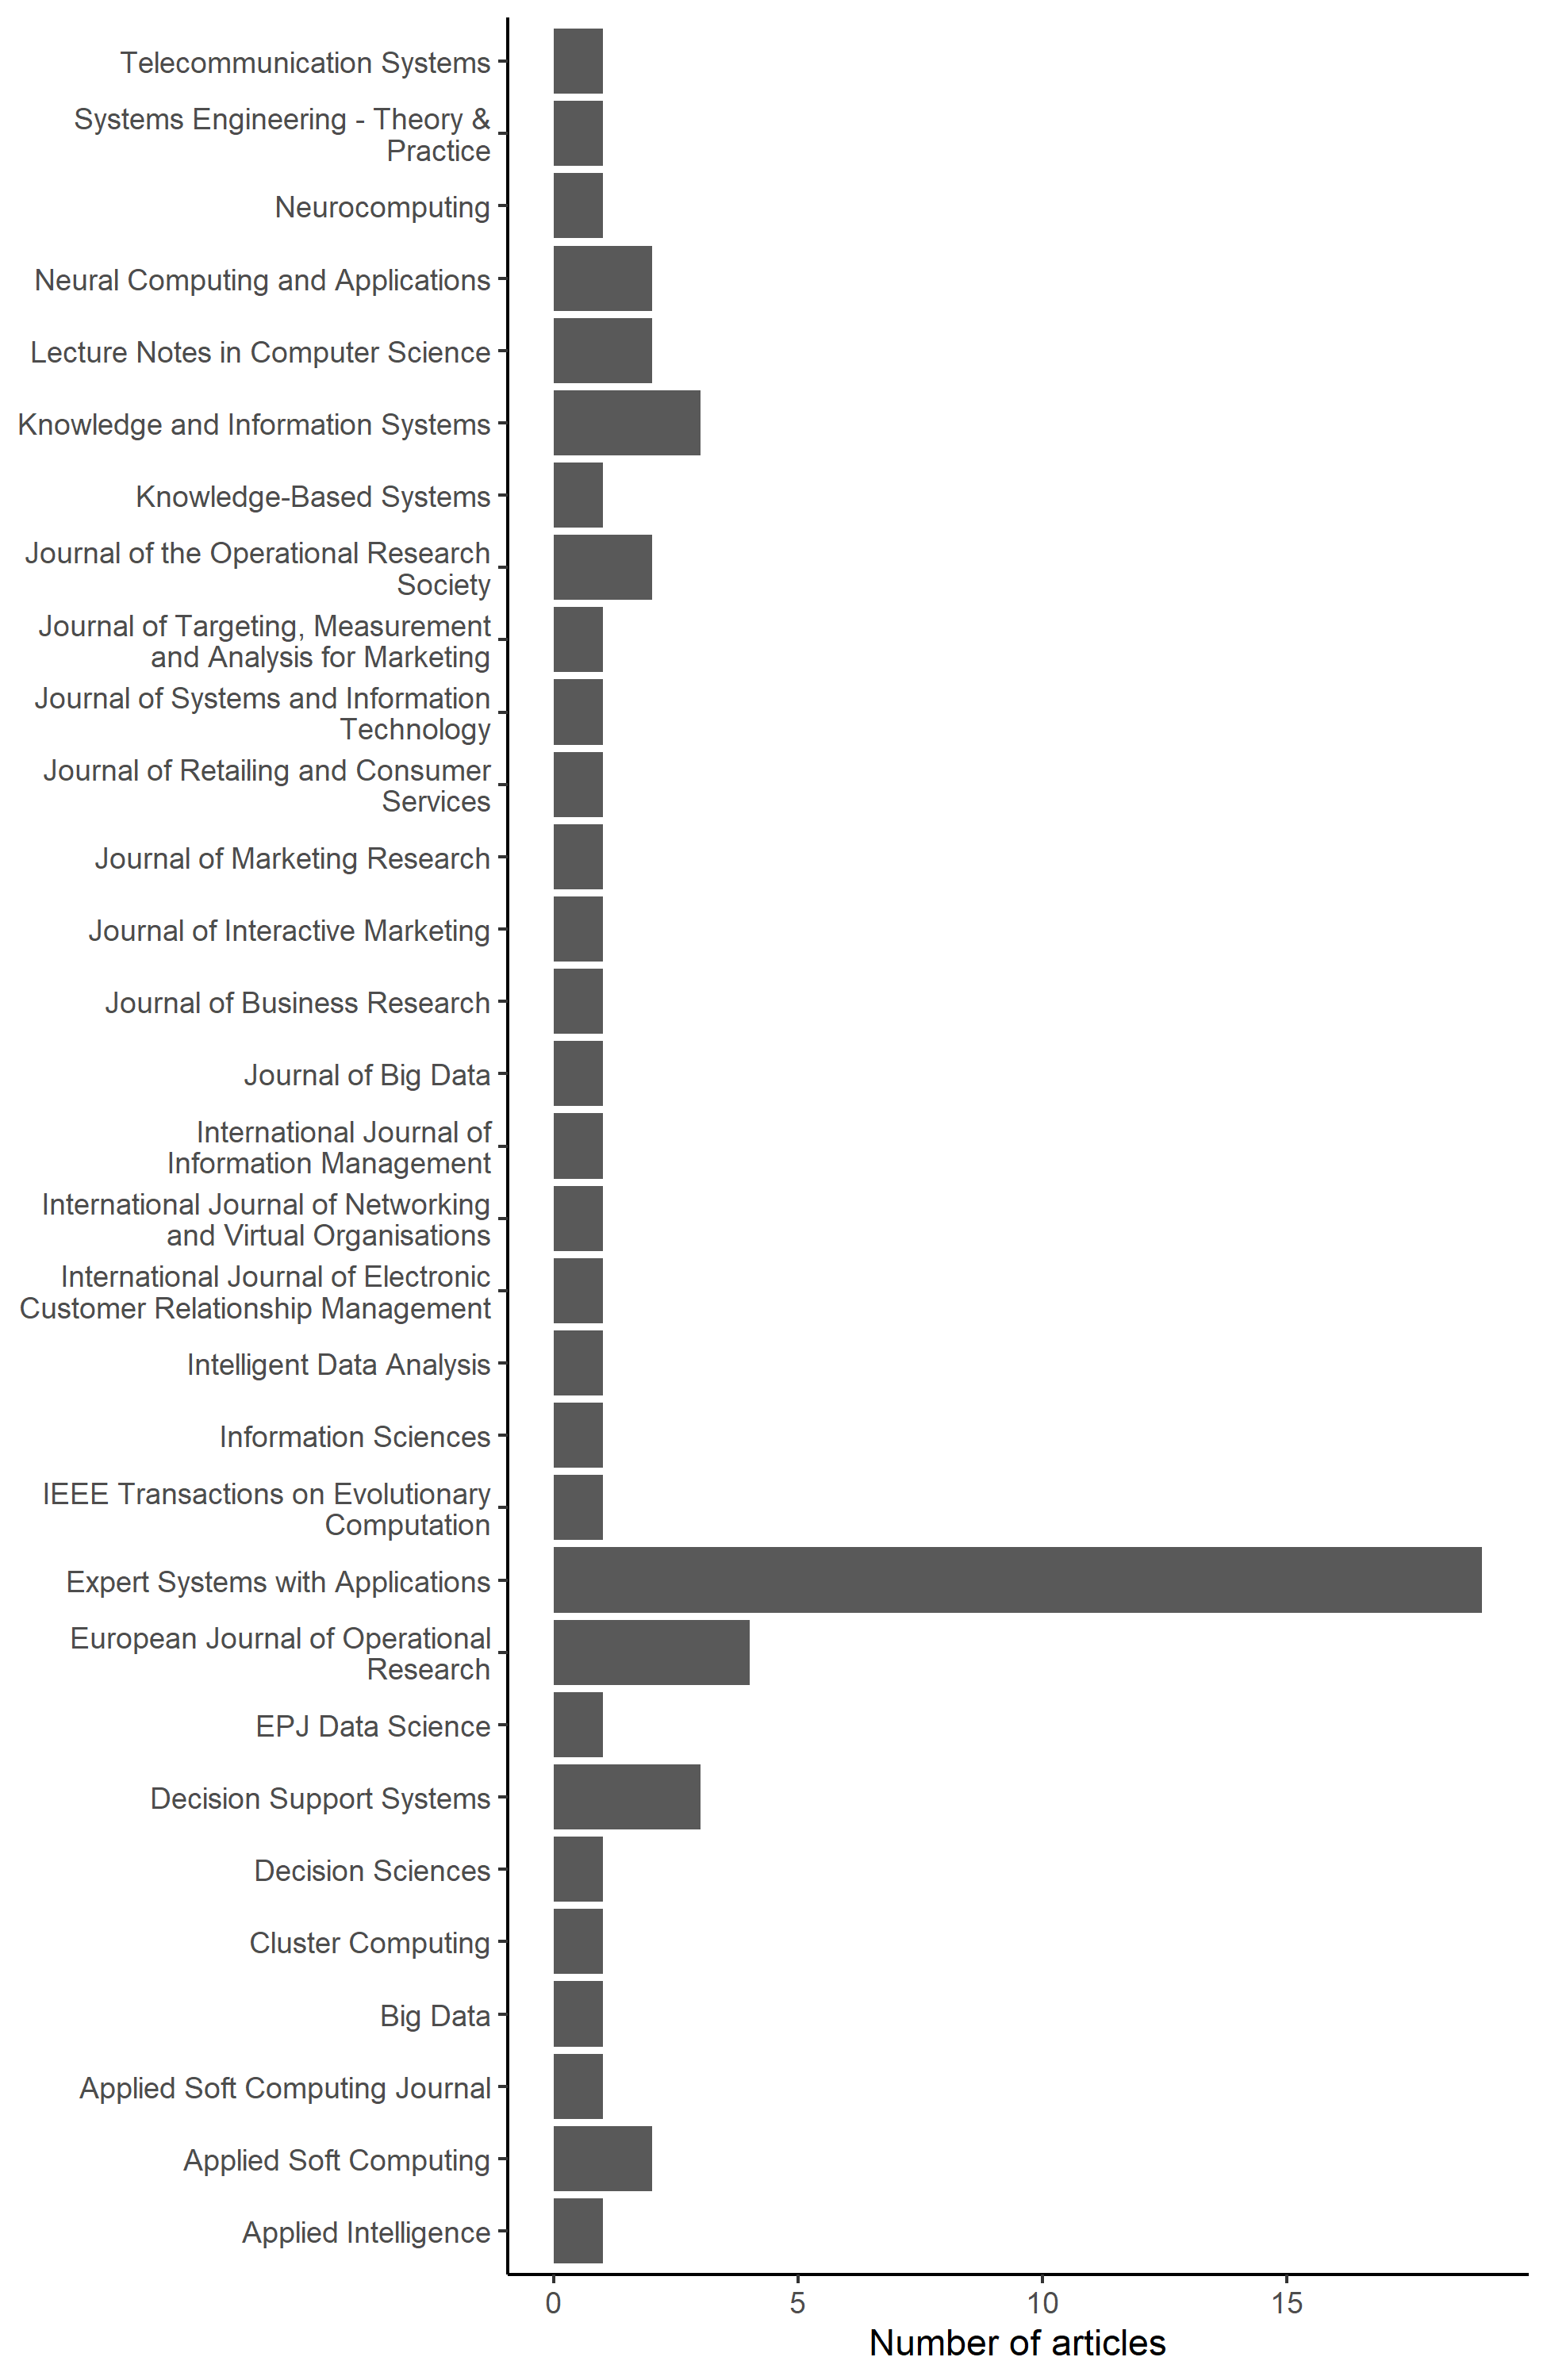 Telecommunication Systems
Systems Engineering - Theory &
Practice
Neurocomputing
Neural Computing and Applications
Lecture Notes in Computer Science
Knowledge and Information Systems
Knowledge-Based Systems
Journal of the Operational Research
Society
Journal of Targeting, Measurement
and Analysis for Marketing
Journal of Systems and Information
Technology
Journal of Retailing and Consumer
Services
Journal of Marketing Research
Journal of Interactive Marketing
Journal of Business Research
Journal of Big Data
International Journal of
Information Management
International Journal of Networking
and Virtual Organisations
International Journal of Electronic
Customer Relationship Management
Intelligent Data Analysis
Information Sciences
IEEE Transactions on Evolutionary
Computation
Expert Systems with Applications
European Journal of Operational
Research
EPJ Data Science
Decision Support Systems
Decision Sciences
Cluster Computing
Big Data
Applied Soft Computing Journal
Applied Soft Computing
Applied Intelligence
0 5 10 15
Number of articles